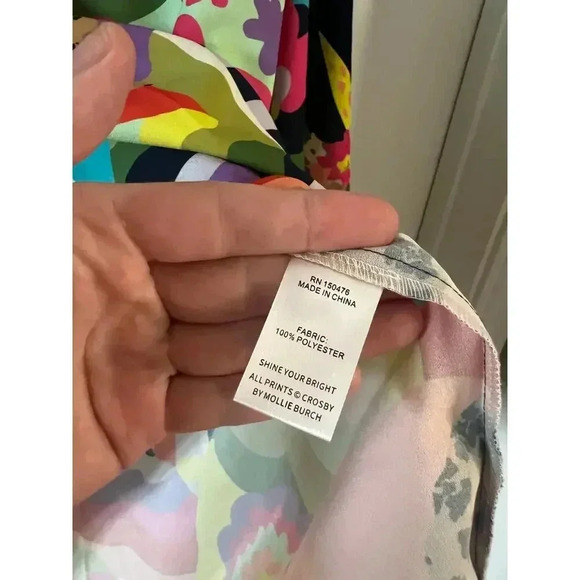 RN 150478
MADE IN CHINA
FABRIC:
100% POLYESTER
SHINE YOUR BRIGHT
ALL PRINTS © CROSBY
BY MOLLIE BURCH